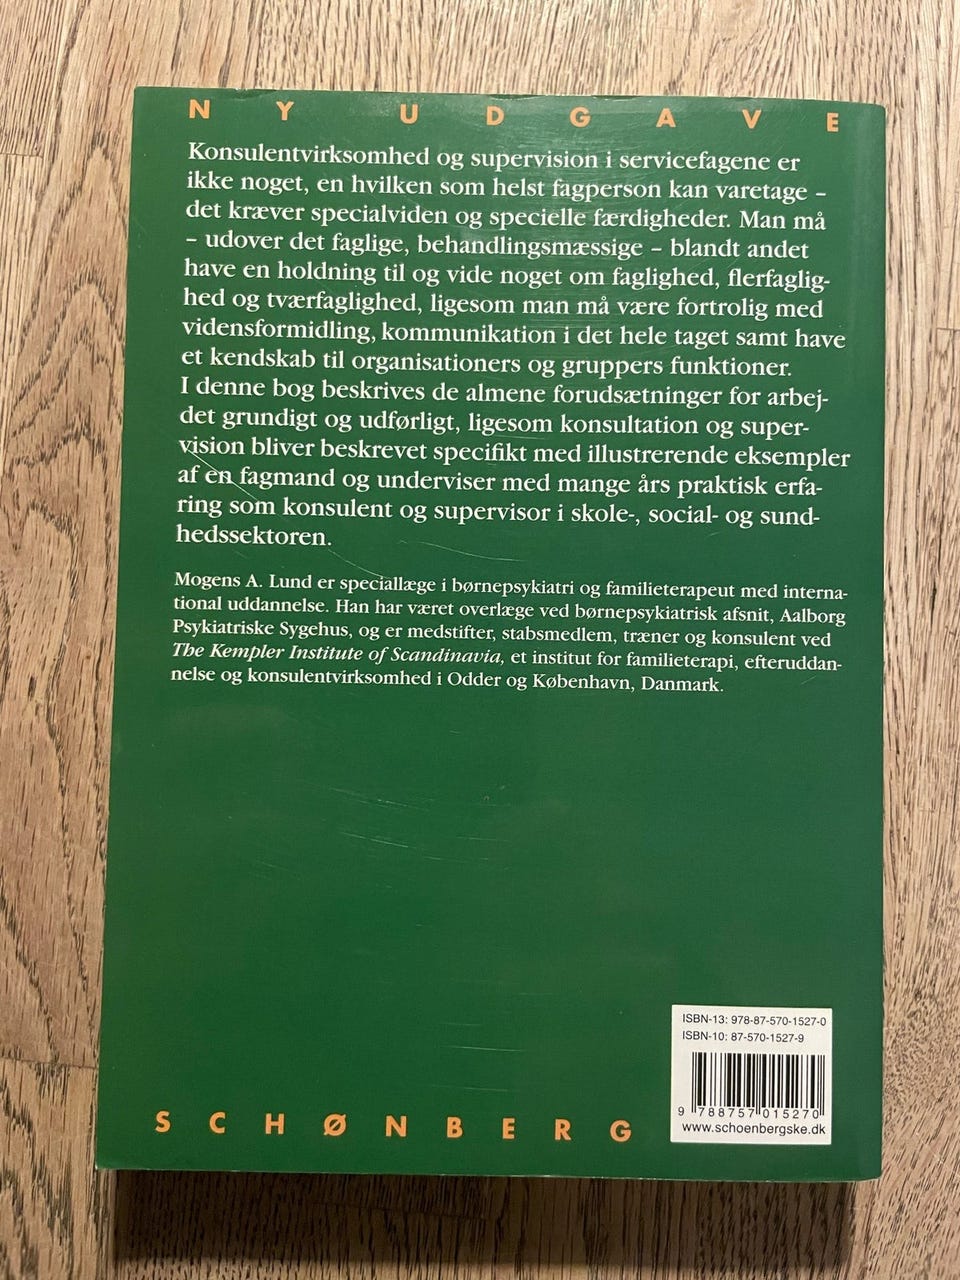 NY UDGAVE
Konsulentvirksomhed og supervision i servicefagene er
ikke noget, en hvilken som helst fagperson kan varetage –
det kræver specialviden og specielle færdigheder. Man må
– udover det faglige, behandlingsmæssige – blandt andet
have en holdning til og vide noget om faglighed, flerfaglig-
hed og tværfaglighed, ligesom man må være fortrolig med
vidensformidling, kommunikation i det hele taget samt have
et kendskab til organisationers og gruppers funktioner.
I denne bog beskrives de almene forudsætninger for arbej-
det grundigt og udførligt, ligesom konsultation og super-
vision bliver beskrevet specifikt med illustrerende eksempler
af en fagmand og underviser med mange års praktisk erfa-
ring som konsulent og supervisor i skole-, social- og sund-
hedssektoren.
Mogens A. Lund er speciallæge i børnepsykiatri og familieterapeut med interna-
tional uddannelse. Han har været overlæge ved børnepsykiatrisk afsnit, Aalborg
Psykiatriske Sygehus, og er medstifter, stabsmedlem, træner og konsulent ved
The Kempler Institute of Scandinavia, et institut for familieterapi, efteruddan-
nelse og konsulentvirksomhed i Odder og København, Danmark.
ISBN-13: 978-87-570-1527-0
ISBN-10: 87-570-1527-9
9 788757 015270
www.schoenbergske.dk
SCHØNBERG